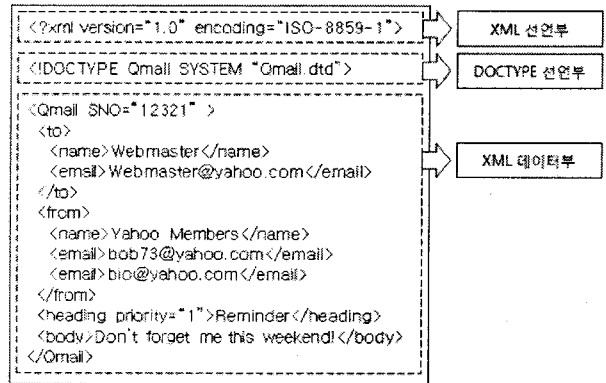 <?xml version="1.0" encoding="ISO-8859-1">
XML 선언부
<!DOCTYPE Qmail SYSTEM "Qmail.dtd">
DOCTYPE 선언부
<Qmail SNO="12321" >
<to>
<name>Webmaster</name>
<email>Webmaster@yahoo.com</email>
</to>
XML 데이터부
<from>
<name>Yahoo Members</name>
<email>bob73@yahoo.com</email>
<email>bio@yahoo.com</email>
</from>
<heading priority="1">Reminder</heading>
<body>Don't forget me this weekend!</body>
</Qmail>